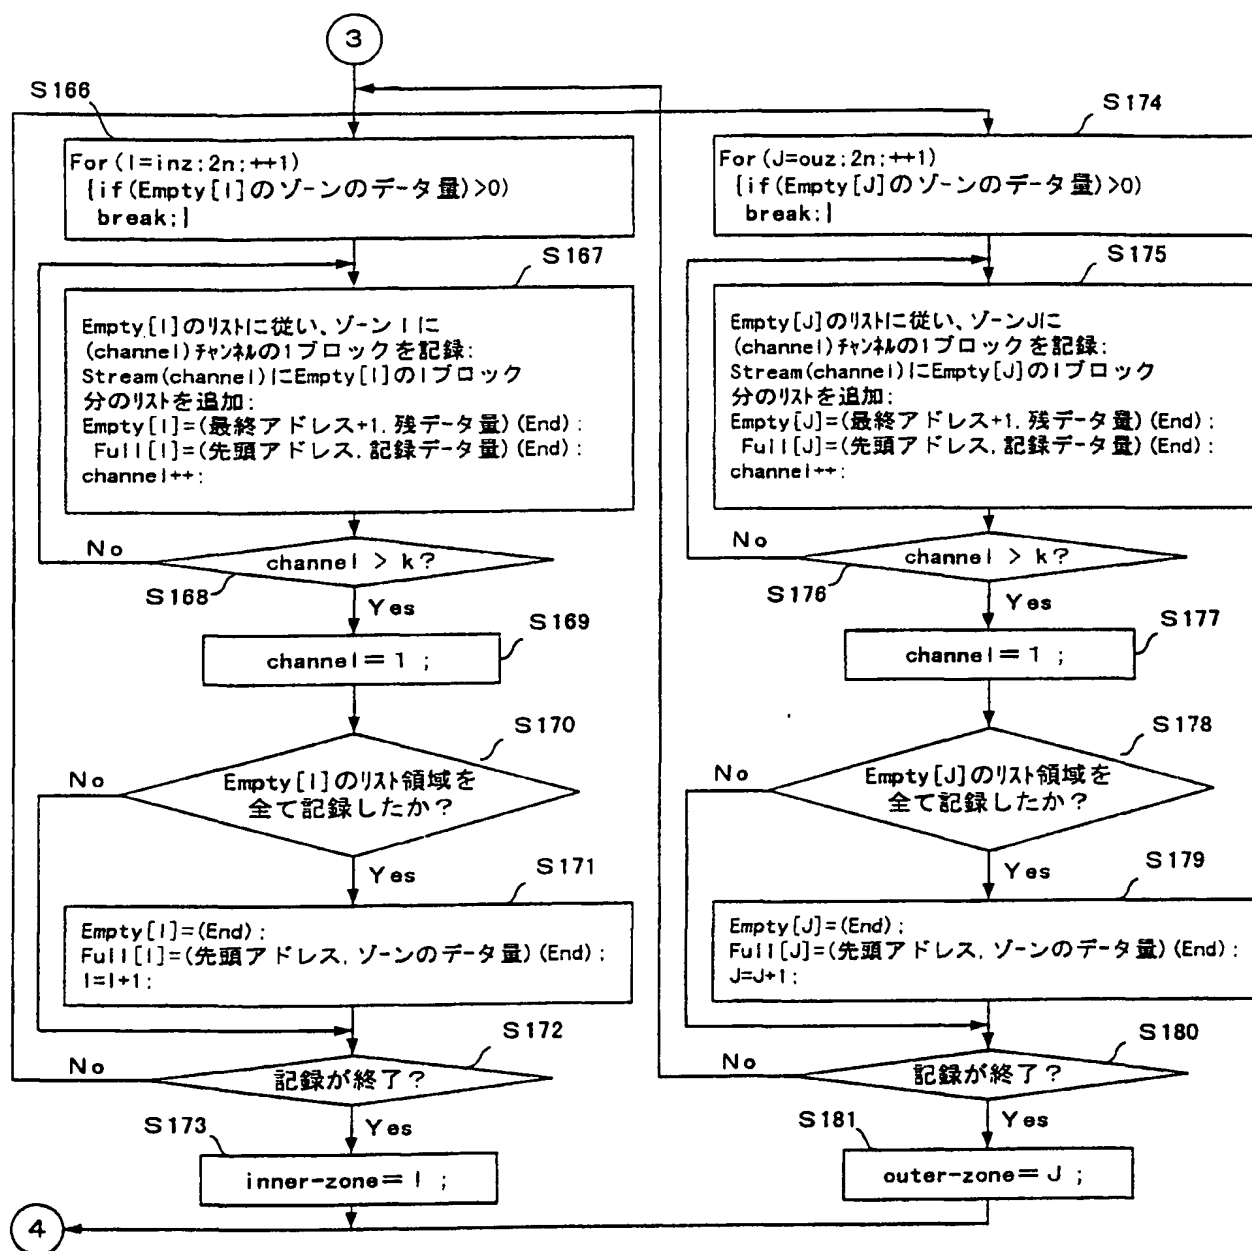 3
S166
For(I=inz;2n;++1)
{if(Empty[I]のゾーンのデータ量)>0)
break;}
S167
Empty[I]のリストに従い、ゾーンIに
(channel)チャンネルの1ブロックを記録:
Stream(channel)にEmpty[I]の1ブロック
分のリストを追加:
Empty[I]=(最終アドレス+1,残データ量)(End):
Full[I]=(先頭アドレス,記録データ量)(End):
channel++:
No
channel > k?
S168
Yes
S169
channel=1 ;
S170
No
Empty[I]のリスト領域を
全て記録したか?
Yes
S171
Empty[I]=(End):
Full[I]=(先頭アドレス,ゾーンのデータ量)(End):
I=I+1:
S172
No
記録が終了?
Yes
S173
inner-zone=I ;
4
S174
For(J=ouz;2n;++1)
{if(Empty[J]のゾーンのデータ量)>0)
break;}
S175
Empty[J]のリストに従い、ゾーンJに
(channel)チャンネルの1ブロックを記録:
Stream(channel)にEmpty[J]の1ブロック
分のリストを追加:
Empty[J]=(最終アドレス+1,残データ量)(End):
Full[J]=(先頭アドレス,記録データ量)(End):
channel++:
No
channel > k?
S176
Yes
S177
channel=1 ;
S178
No
Empty[J]のリスト領域を
全て記録したか?
Yes
S179
Empty[J]=(End):
Full[J]=(先頭アドレス,ゾーンのデータ量)(End):
J=J+1:
S180
No
記録が終了?
Yes
S181
outer-zone=J ;